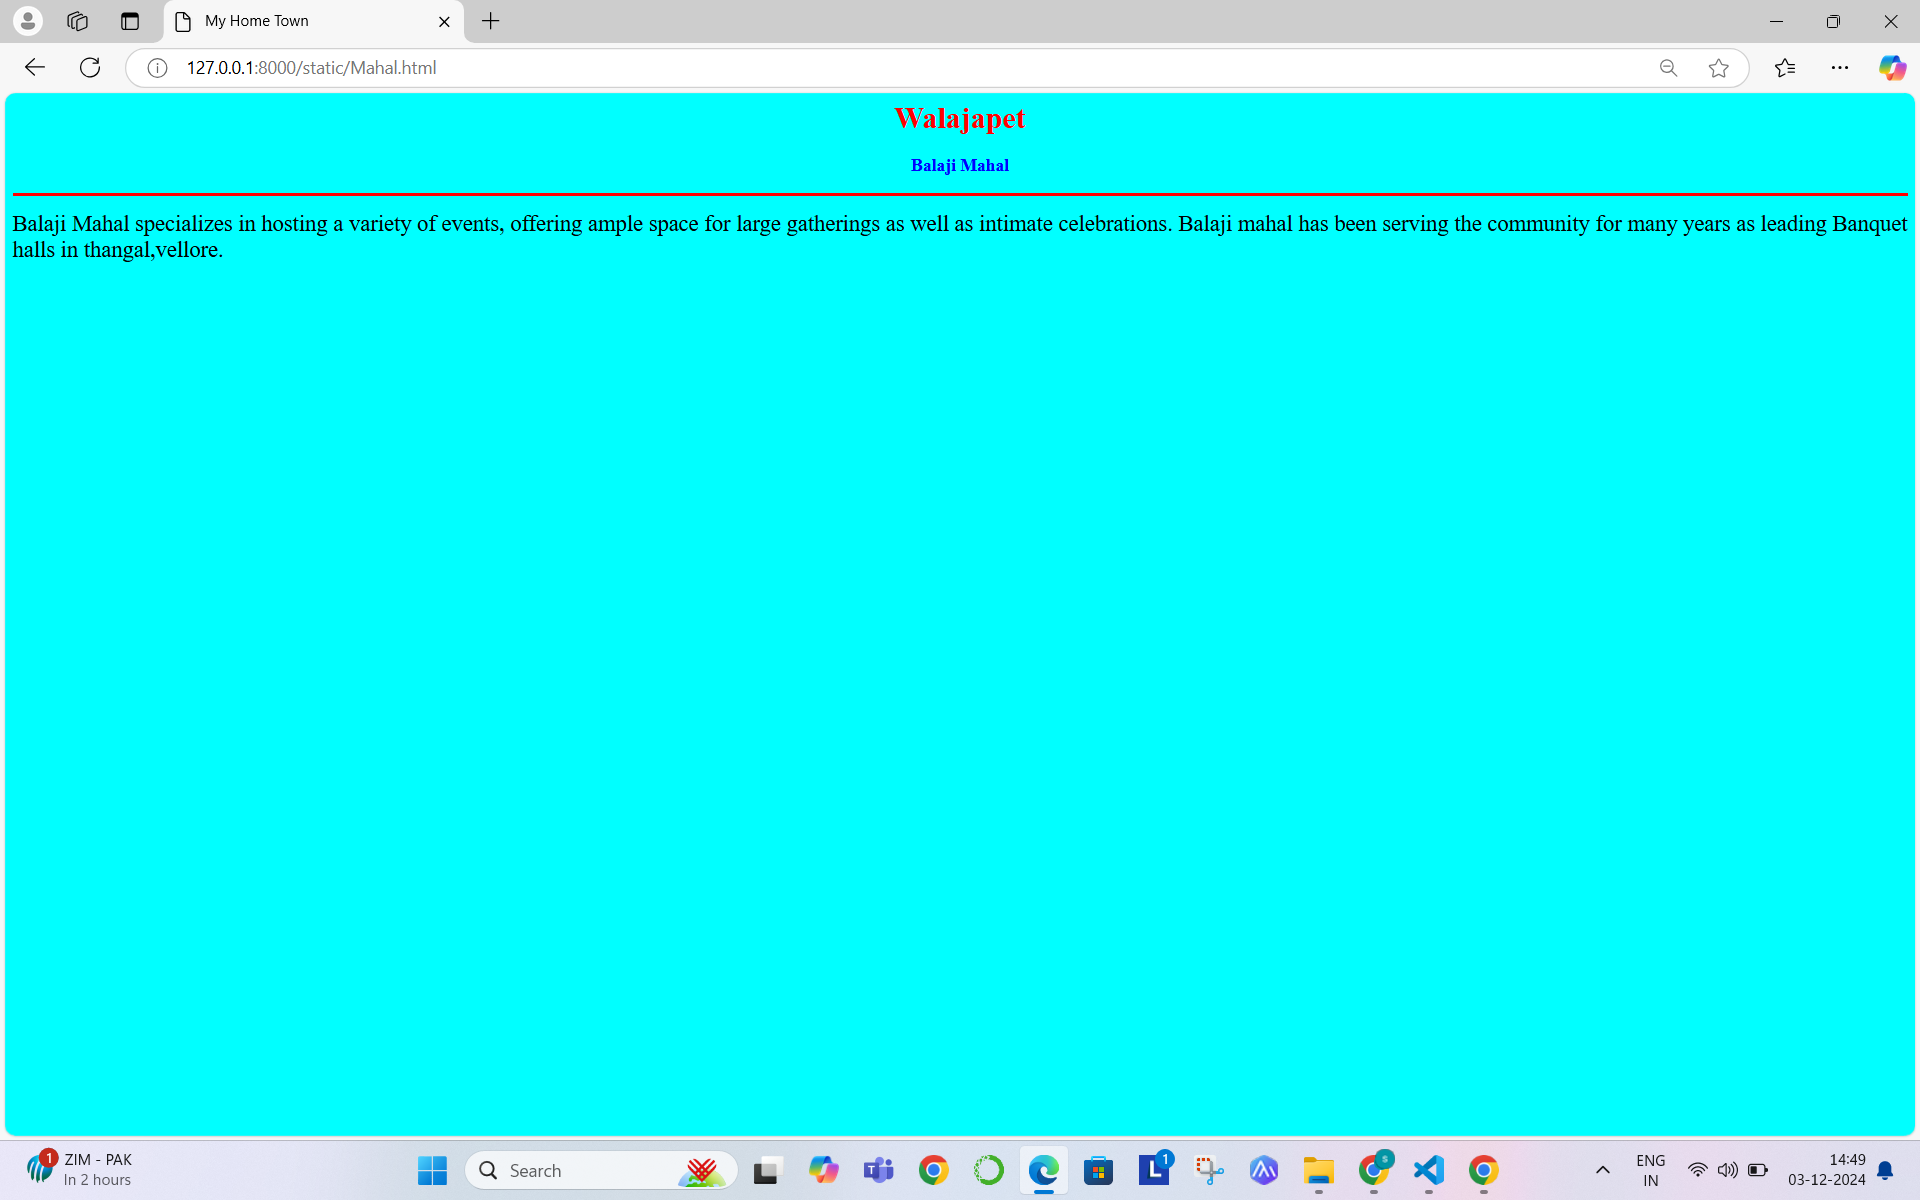 My Home Town
127.0.0.1:8000/static/Mahal.html
Walajapet
Balaji Mahal
Balaji Mahal specializes in hosting a variety of events, offering ample space for large gatherings as well as intimate celebrations. Balaji mahal has been serving the community for many years as leading Banquet
halls in thangal,vellore.
1
ZIM - PAK
In 2 hours
Search
T
L
1
s
ENG
IN
14:49
03-12-2024